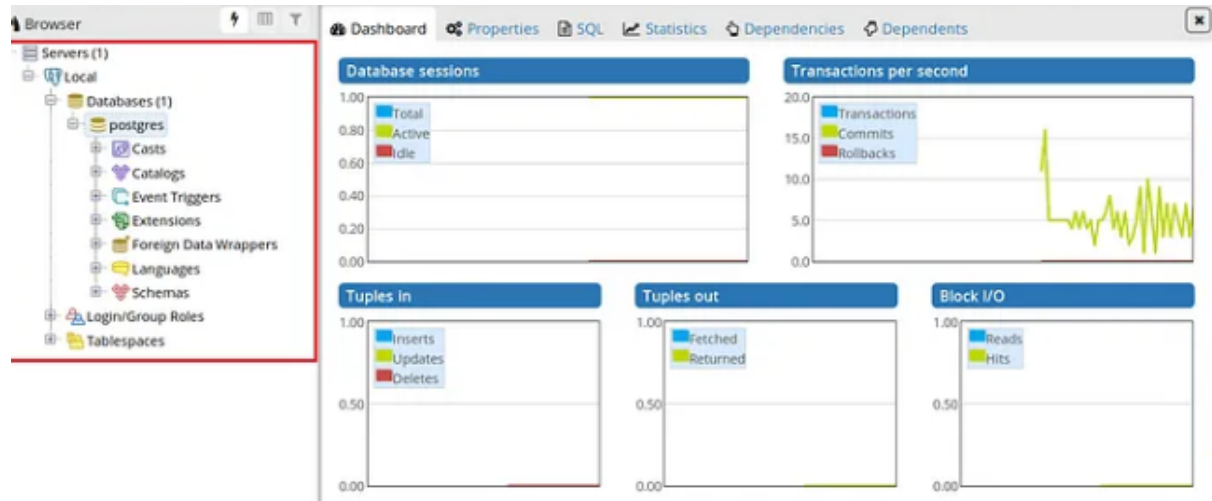 Browser
Servers (1)
Local
Databases (1)
postgres
Casts
Catalogs
Event Triggers
Extensions
Foreign Data Wrappers
Languages
Schemas
Login/Group Roles
Tablespaces
Dashboard Properties SQL Statistics Dependencies Dependents
Database sessions
1.00
0.80
0.60
0.40
0.20
0.00
Total
Active
Idle
Transactions per second
20.0
15.0
10.0
5.0
0.0
Transactions
Commits
Rollbacks
Tuples in
1.00
0.50
0.00
Inserts
Updates
Deletes
Tuples out
1.00
0.50
0.00
Fetched
Returned
Block I/O
1.00
0.50
0.00
Reads
Hits